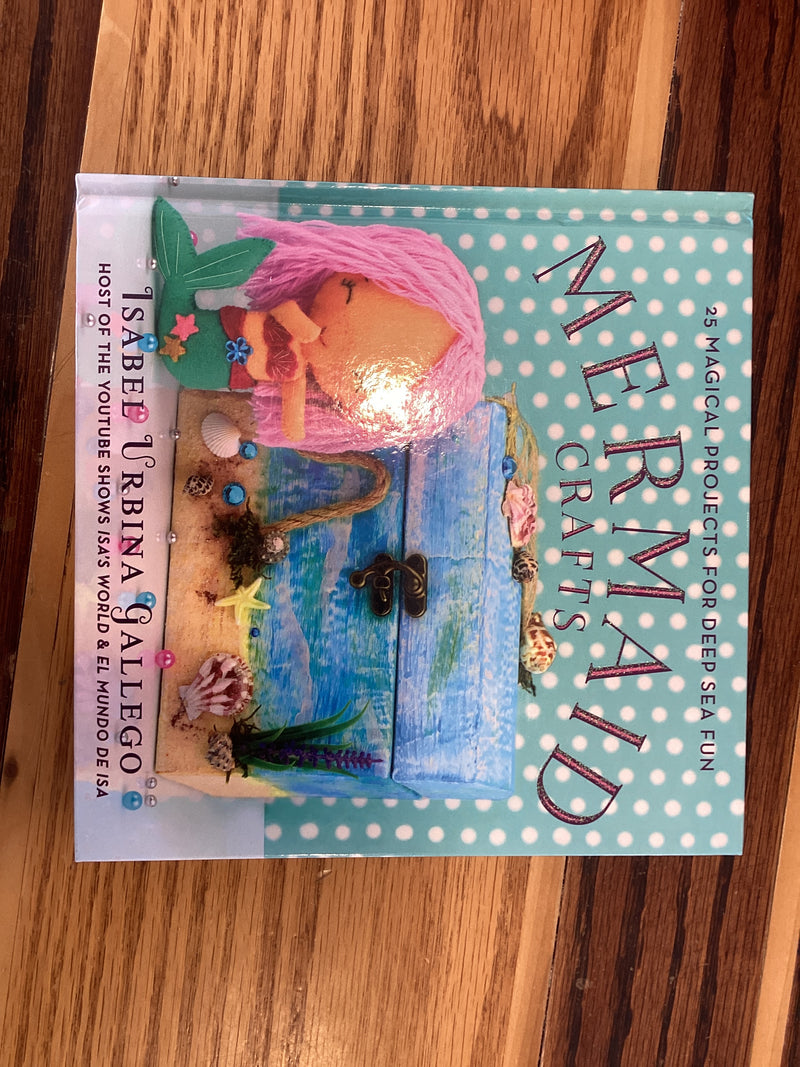 25 MAGICAL PROJECTS FOR DEEP SEA FUN
MERMAID
CRAFTS
ISABEL URBINA GALLEGO
HOST OF THE YOUTUBE SHOWS ISA'S WORLD & EL MUNDO DE ISA